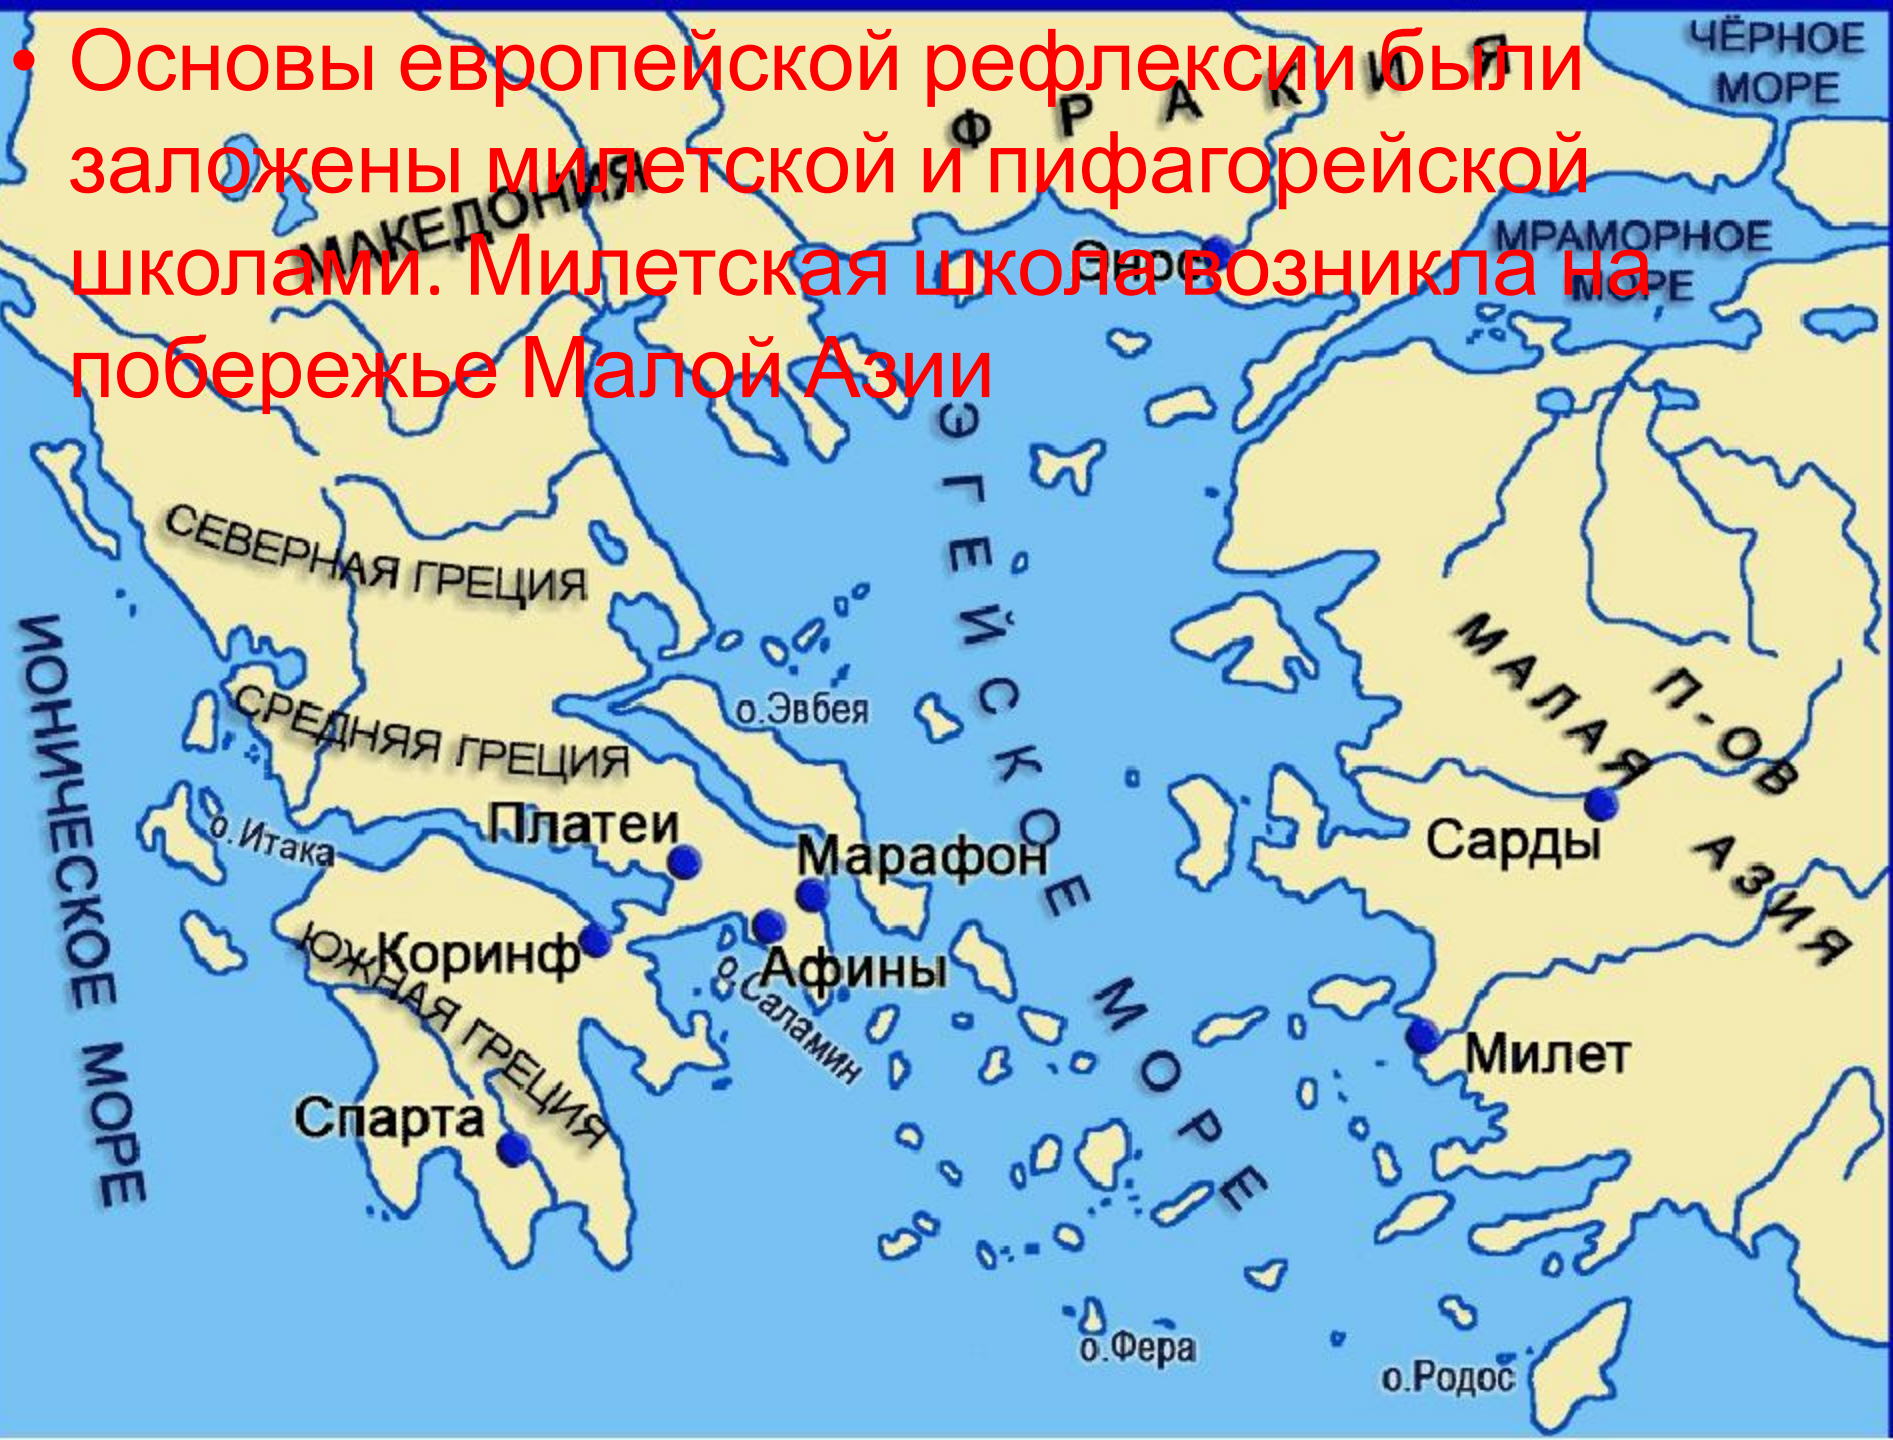 • Основы европейской рефлексии были
заложены милетской и пифагорейской
школами. Милетская школа возникла на
побережье Малой Азии
ЧЁРНОЕ
МОРЕ
ФРАКИЯ
МАКЕДОНИЯ
МРАМОРНОЕ
МОРЕ
ЭГЕЙСКОЕ МОРЕ
СЕВЕРНАЯ ГРЕЦИЯ
ИОНИЧЕСКОЕ МОРЕ
П-ОВ
МАЛАЯ АЗИЯ
о.Эвбея
СРЕДНЯЯ ГРЕЦИЯ
о.Итака
Платеи
Марафон
Сарды
Коринф
Афины
о.Саламин
ЮЖНАЯ ГРЕЦИЯ
Милет
Спарта
о.Фера
о.Родос